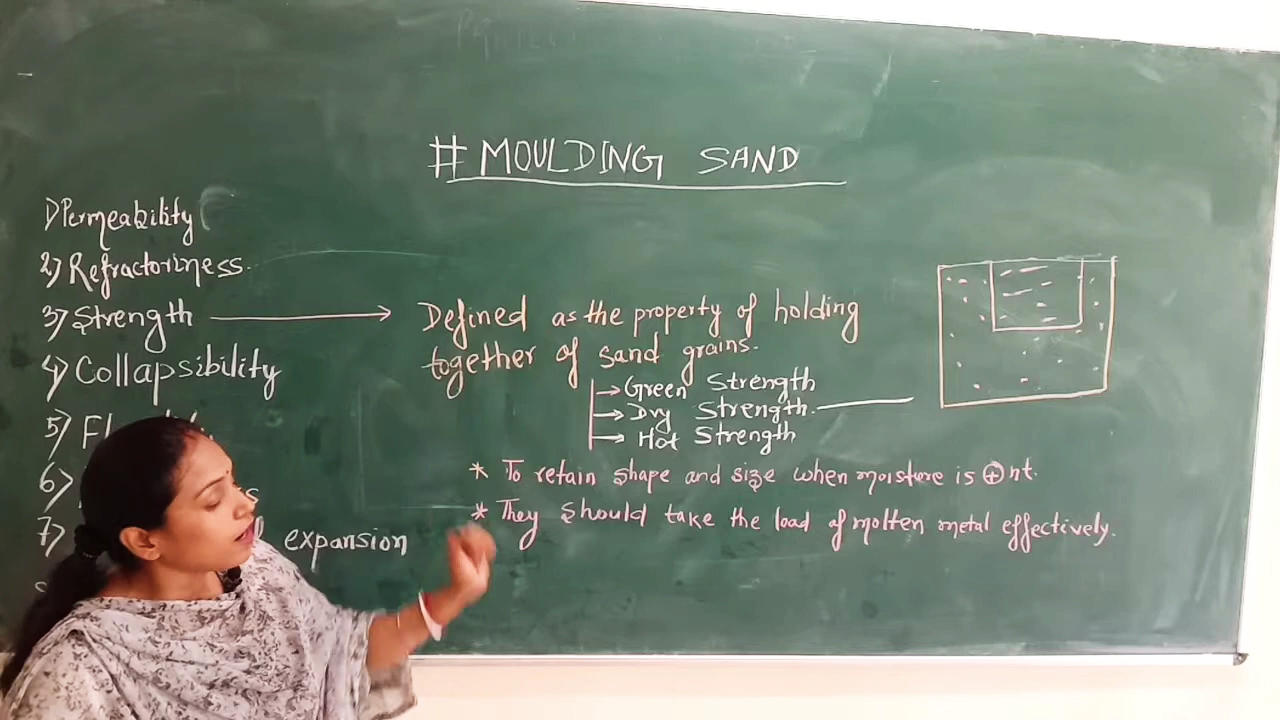 # MOULDING SAND
1) Permeability
2) Refractoriness.
3) Strength → Defined as the property of holding
together of sand grains.
→ Green Strength
→ Dry Strength.
→ Hot Strength
* To retain shape and size when moisture is ⊕nt.
* They should take the load of molten metal effectively.
4) Collapsibility
5)
6)
7) expansion